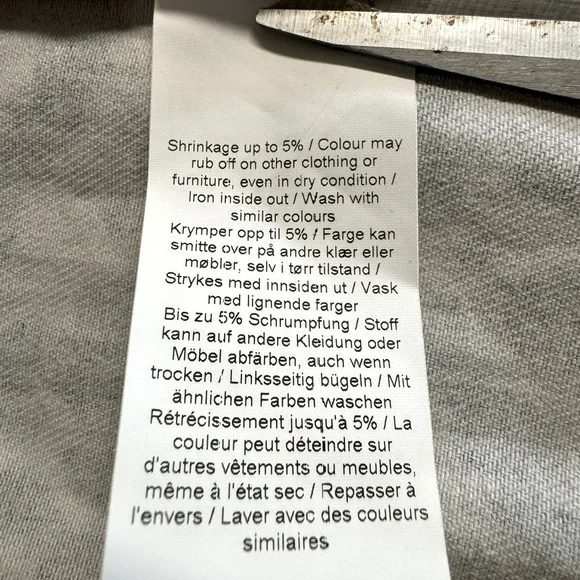 Shrinkage up to 5% / Colour may
rub off on other clothing or
furniture, even in dry condition /
Iron inside out / Wash with
similar colours
Krymper opp til 5% / Farge kan
smitte over på andre klær eller
møbler, selv i tørr tilstand /
Strykes med innsiden ut / Vask
med lignende farger
Bis zu 5% Schrumpfung / Stoff
kann auf andere Kleidung oder
Möbel abfärben, auch wenn
trocken / Linksseitig bügeln / Mit
ähnlichen Farben waschen
Rétrécissement jusqu'à 5% / La
couleur peut déteindre sur
d'autres vêtements ou meubles,
même à l'état sec / Repasser à
l'envers / Laver avec des couleurs
similaires